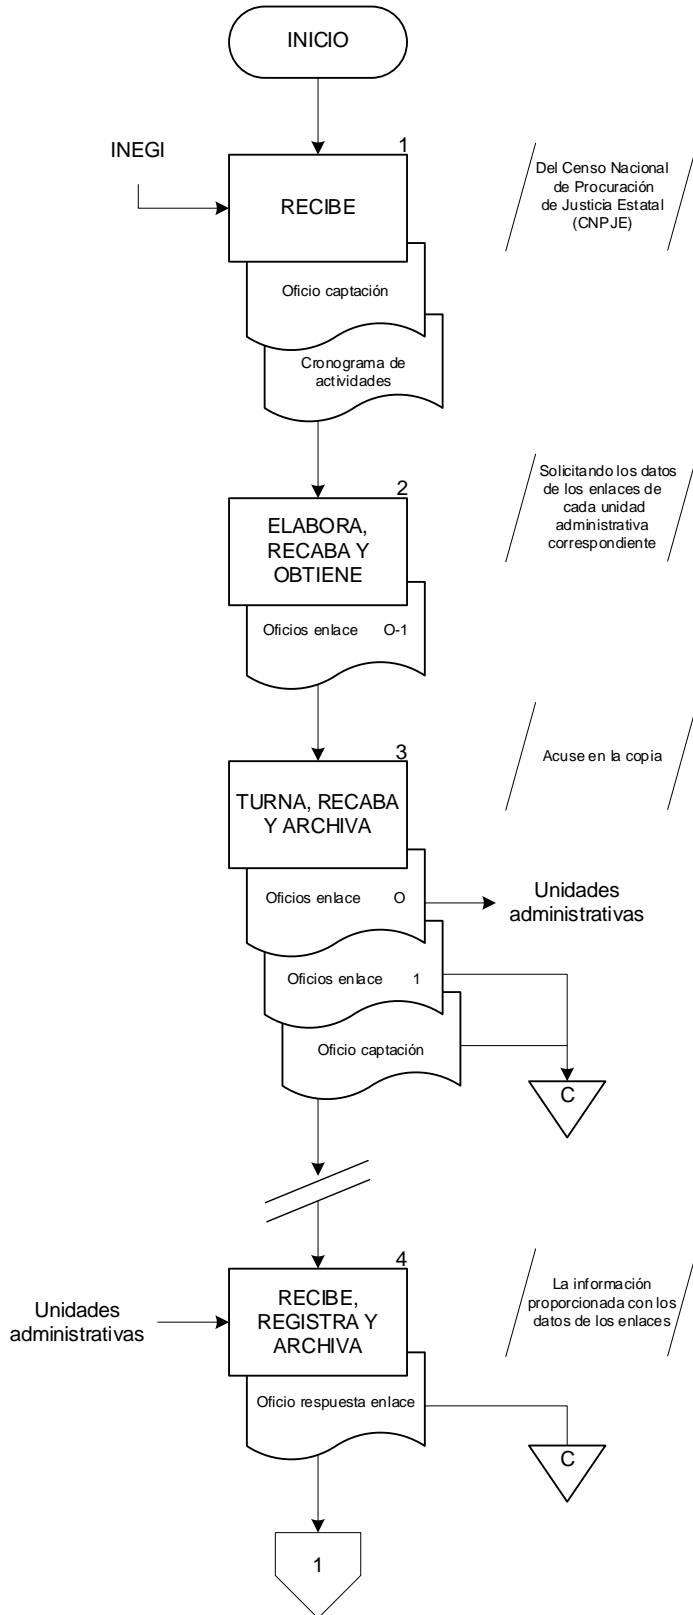 INICIO
INEGI
1
RECIBE
Del Censo Nacional
de Procuración
de Justicia Estatal
(CNPJE)
Oficio captación
Cronograma de
actividades
2
ELABORA,
RECABA Y
OBTIENE
Solicitando los datos
de los enlaces de
cada unidad
administrativa
correspondiente
Oficios enlace O-1
3
TURNA, RECABA
Y ARCHIVA
Acuse en la copia
Oficios enlace O
Unidades
administrativas
Oficios enlace 1
Oficio captación
C
4
Unidades
administrativas
RECIBE,
REGISTRA Y
ARCHIVA
La información
proporcionada con los
datos de los enlaces
Oficio respuesta enlace
C
1